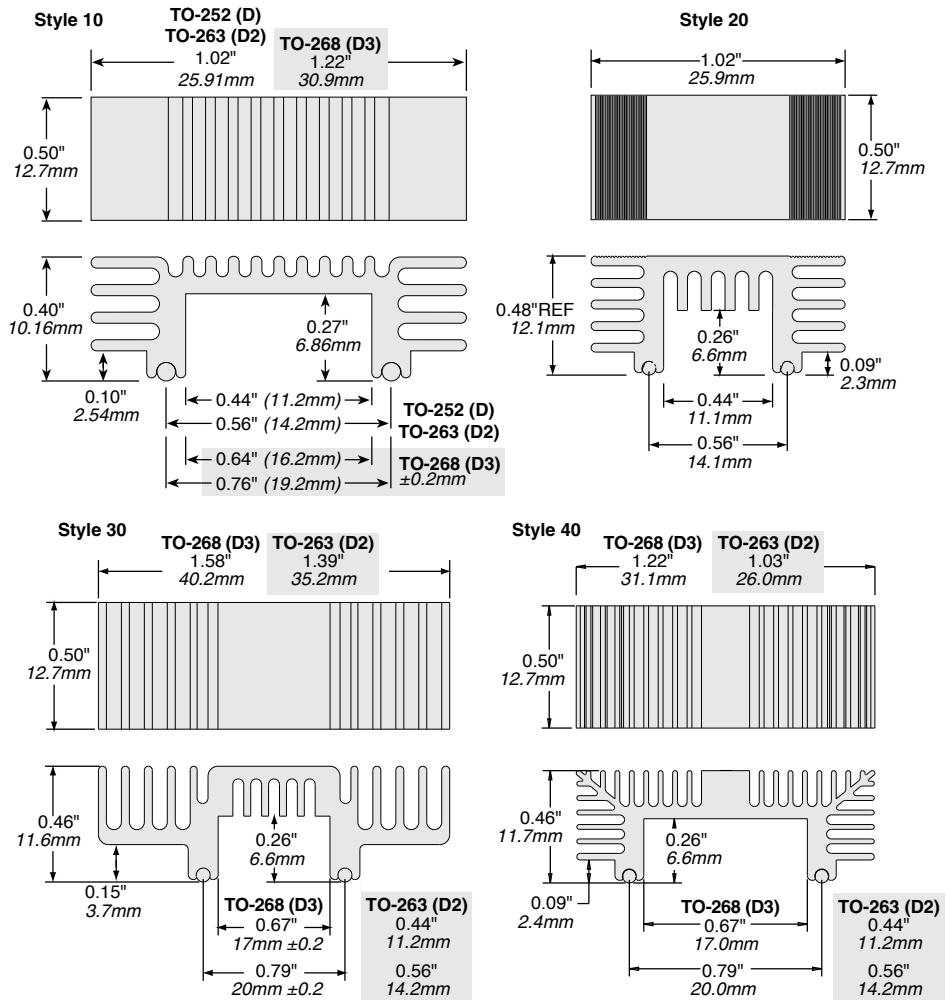 Style 10
TO-252 (D)
TO-263 (D2)
1.02"
25.91mm
TO-268 (D3)
1.22"
30.9mm
0.50"
12.7mm
0.40"
10.16mm
0.27"
6.86mm
0.10"
2.54mm
0.44" (11.2mm)
0.56" (14.2mm)
TO-252 (D)
TO-263 (D2)
0.64" (16.2mm)
0.76" (19.2mm)
TO-268 (D3)
±0.2mm
Style 20
1.02"
25.9mm
0.50"
12.7mm
0.48"REF
12.1mm
0.26"
6.6mm
0.09"
2.3mm
0.44"
11.1mm
0.56"
14.1mm
Style 30
TO-268 (D3)
1.58"
40.2mm
TO-263 (D2)
1.39"
35.2mm
0.50"
12.7mm
0.46"
11.6mm
0.26"
6.6mm
0.15"
3.7mm
TO-268 (D3)
0.67"
17mm ±0.2
0.79"
20mm ±0.2
TO-263 (D2)
0.44"
11.2mm
0.56"
14.2mm
Style 40
TO-268 (D3)
1.22"
31.1mm
TO-263 (D2)
1.03"
26.0mm
0.50"
12.7mm
0.46"
11.7mm
0.26"
6.6mm
0.09"
2.4mm
TO-268 (D3)
0.67"
17.0mm
0.79"
20.0mm
TO-263 (D2)
0.44"
11.2mm
0.56"
14.2mm